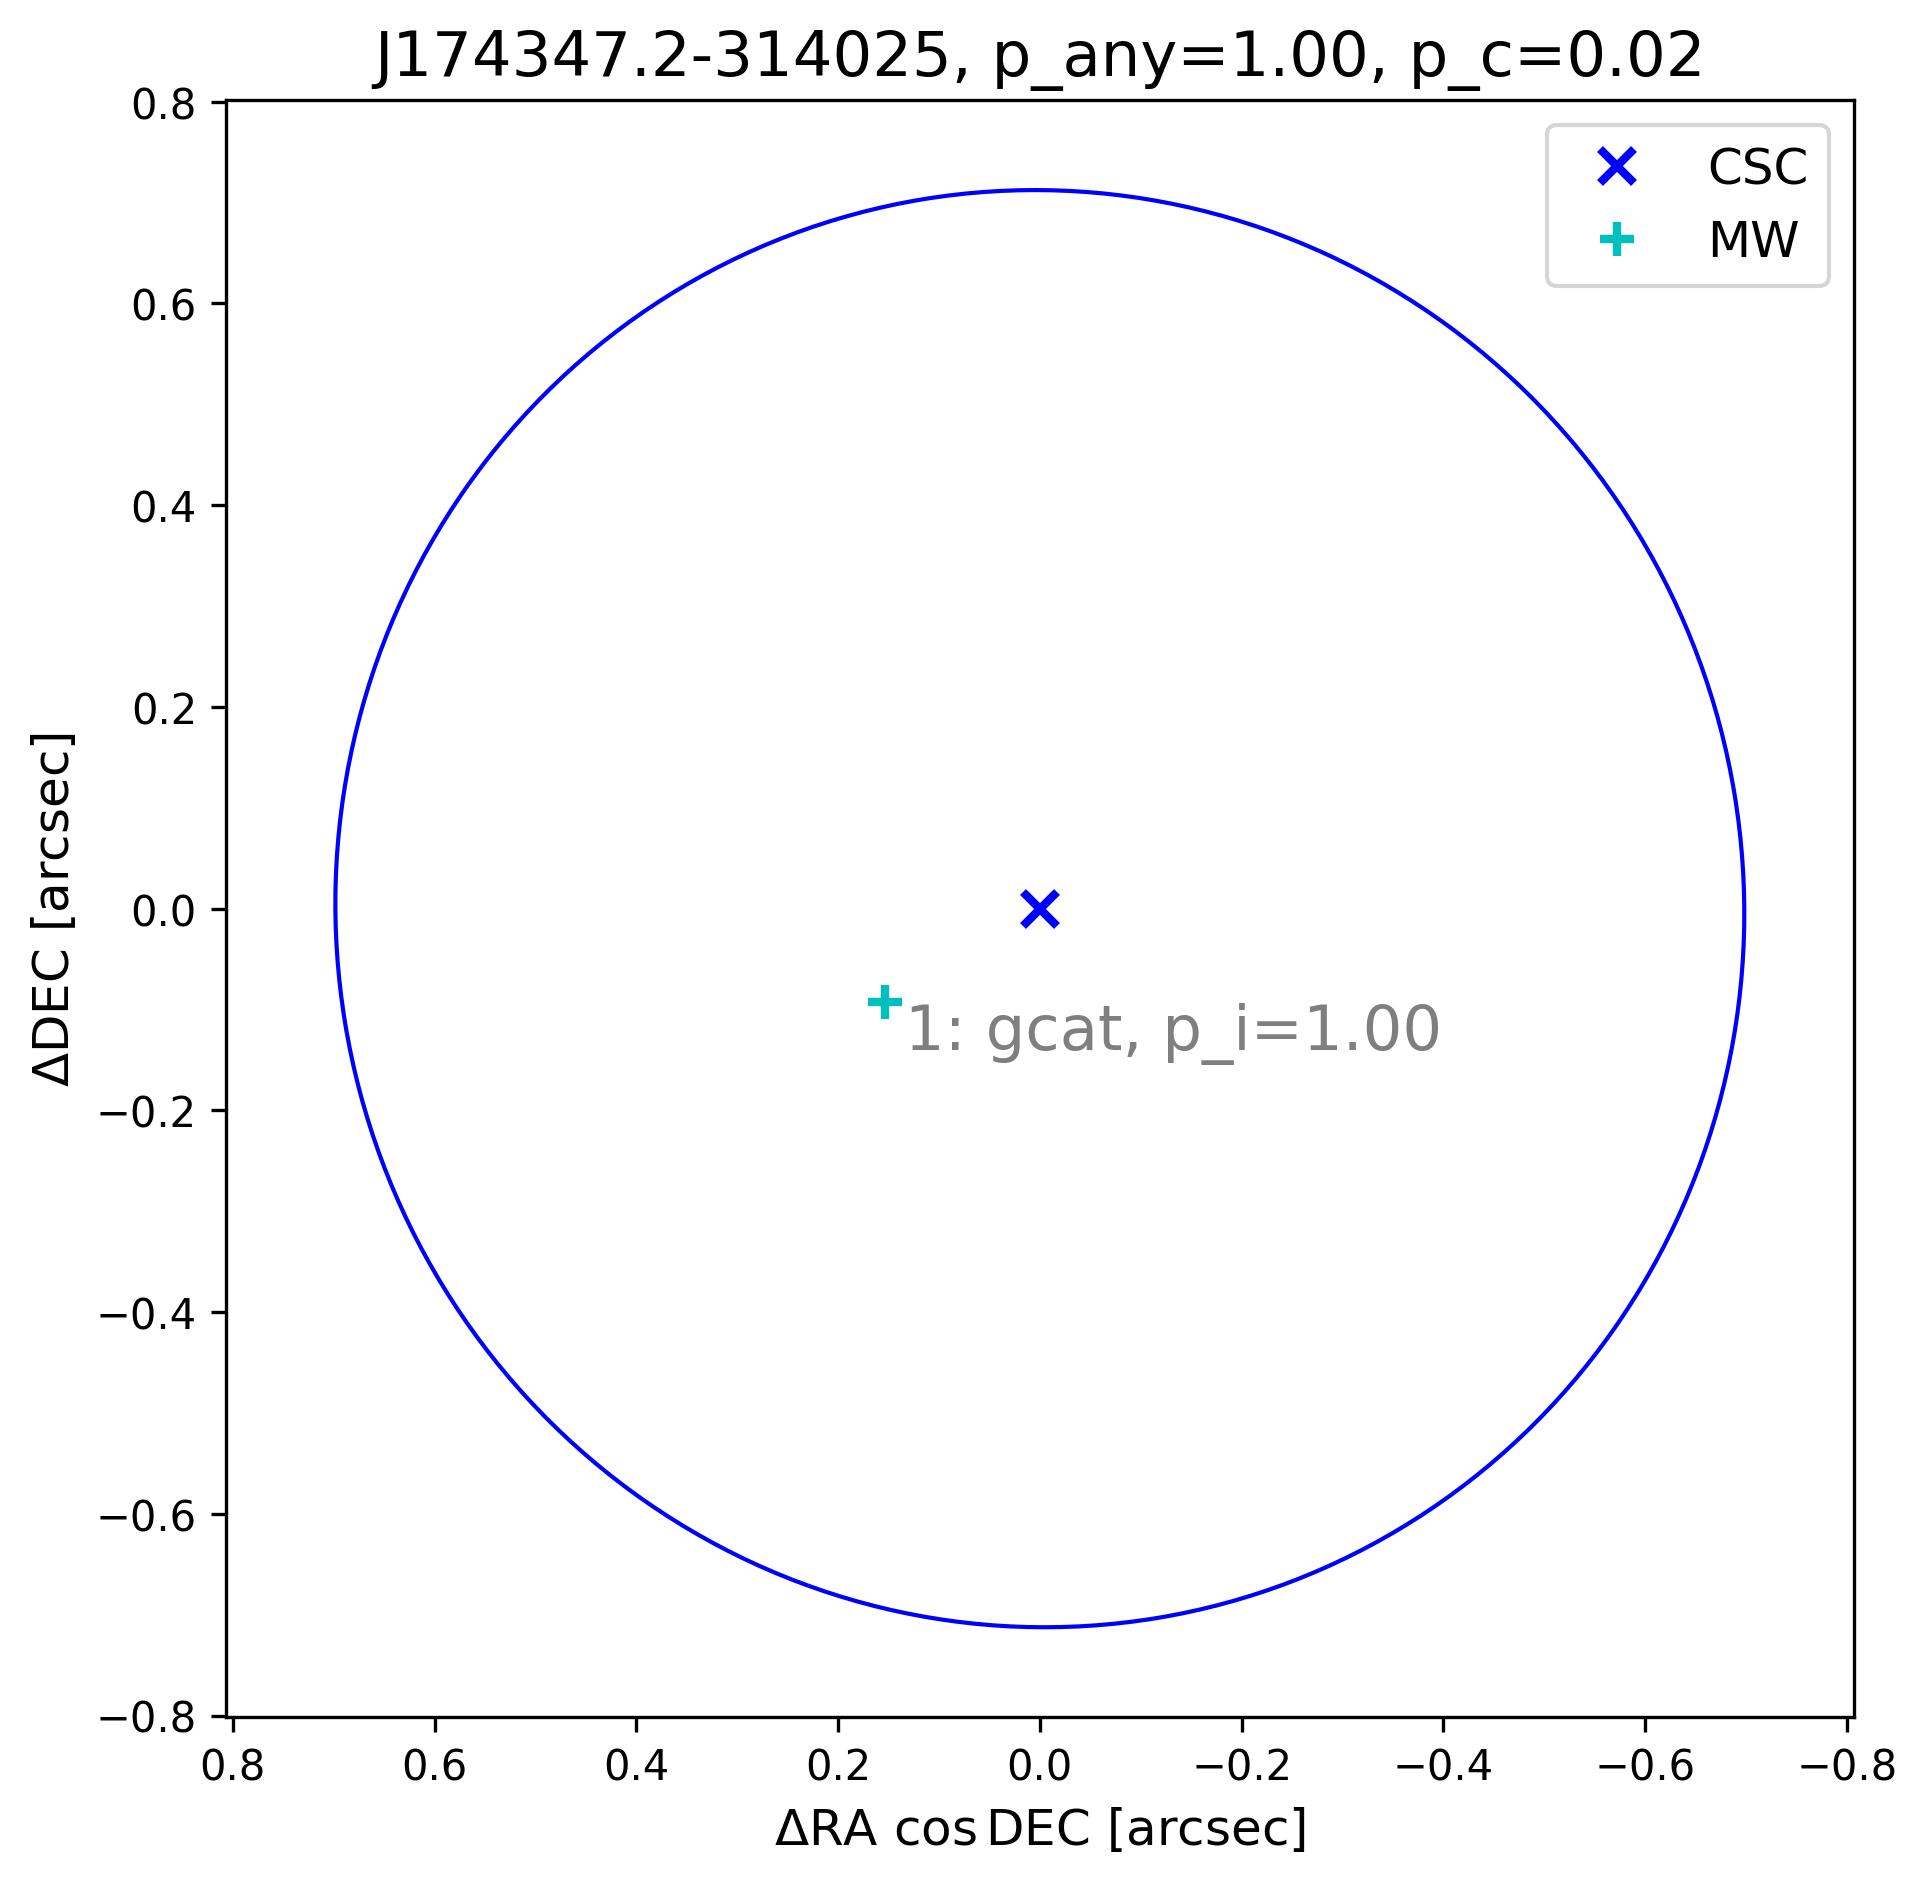 J174347.2-314025, p_any=1.00, p_c=0.02
CSC
MW
1: gcat, p_i=1.00
0.8
0.6
0.4
0.2
0.0
−0.2
−0.4
−0.6
−0.8
ΔDEC [arcsec]
0.8 0.6 0.4 0.2 0.0 −0.2 −0.4 −0.6 −0.8
ΔRA cos DEC [arcsec]